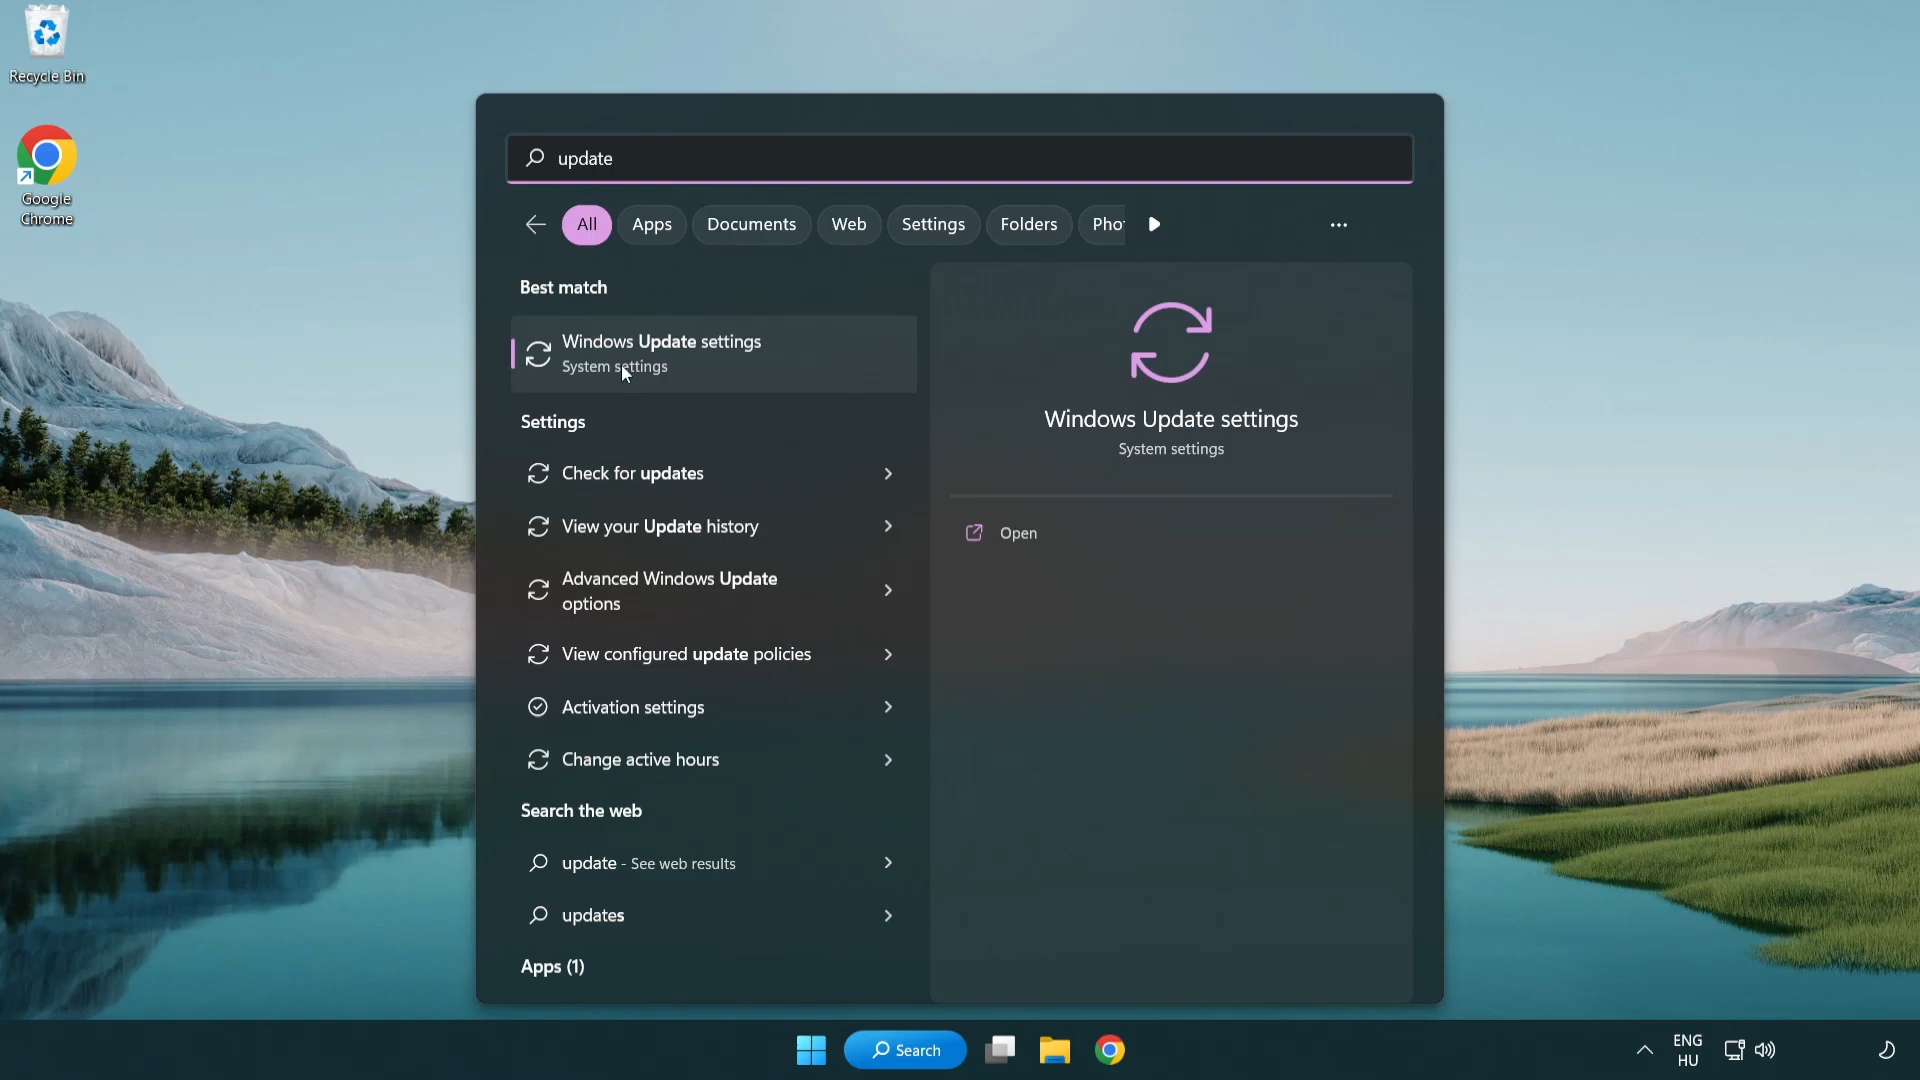 Recycle Bin
Google
Chrome
update
All
Apps
Documents
Web
Settings
Folders
Pho
Best match
Windows Update settings
System settings
Settings
Check for updates
View your Update history
Advanced Windows Update
options
View configured update policies
Activation settings
Change active hours
Search the web
update - See web results
updates
Apps (1)
Windows Update settings
System settings
Open
Search
ENG
HU